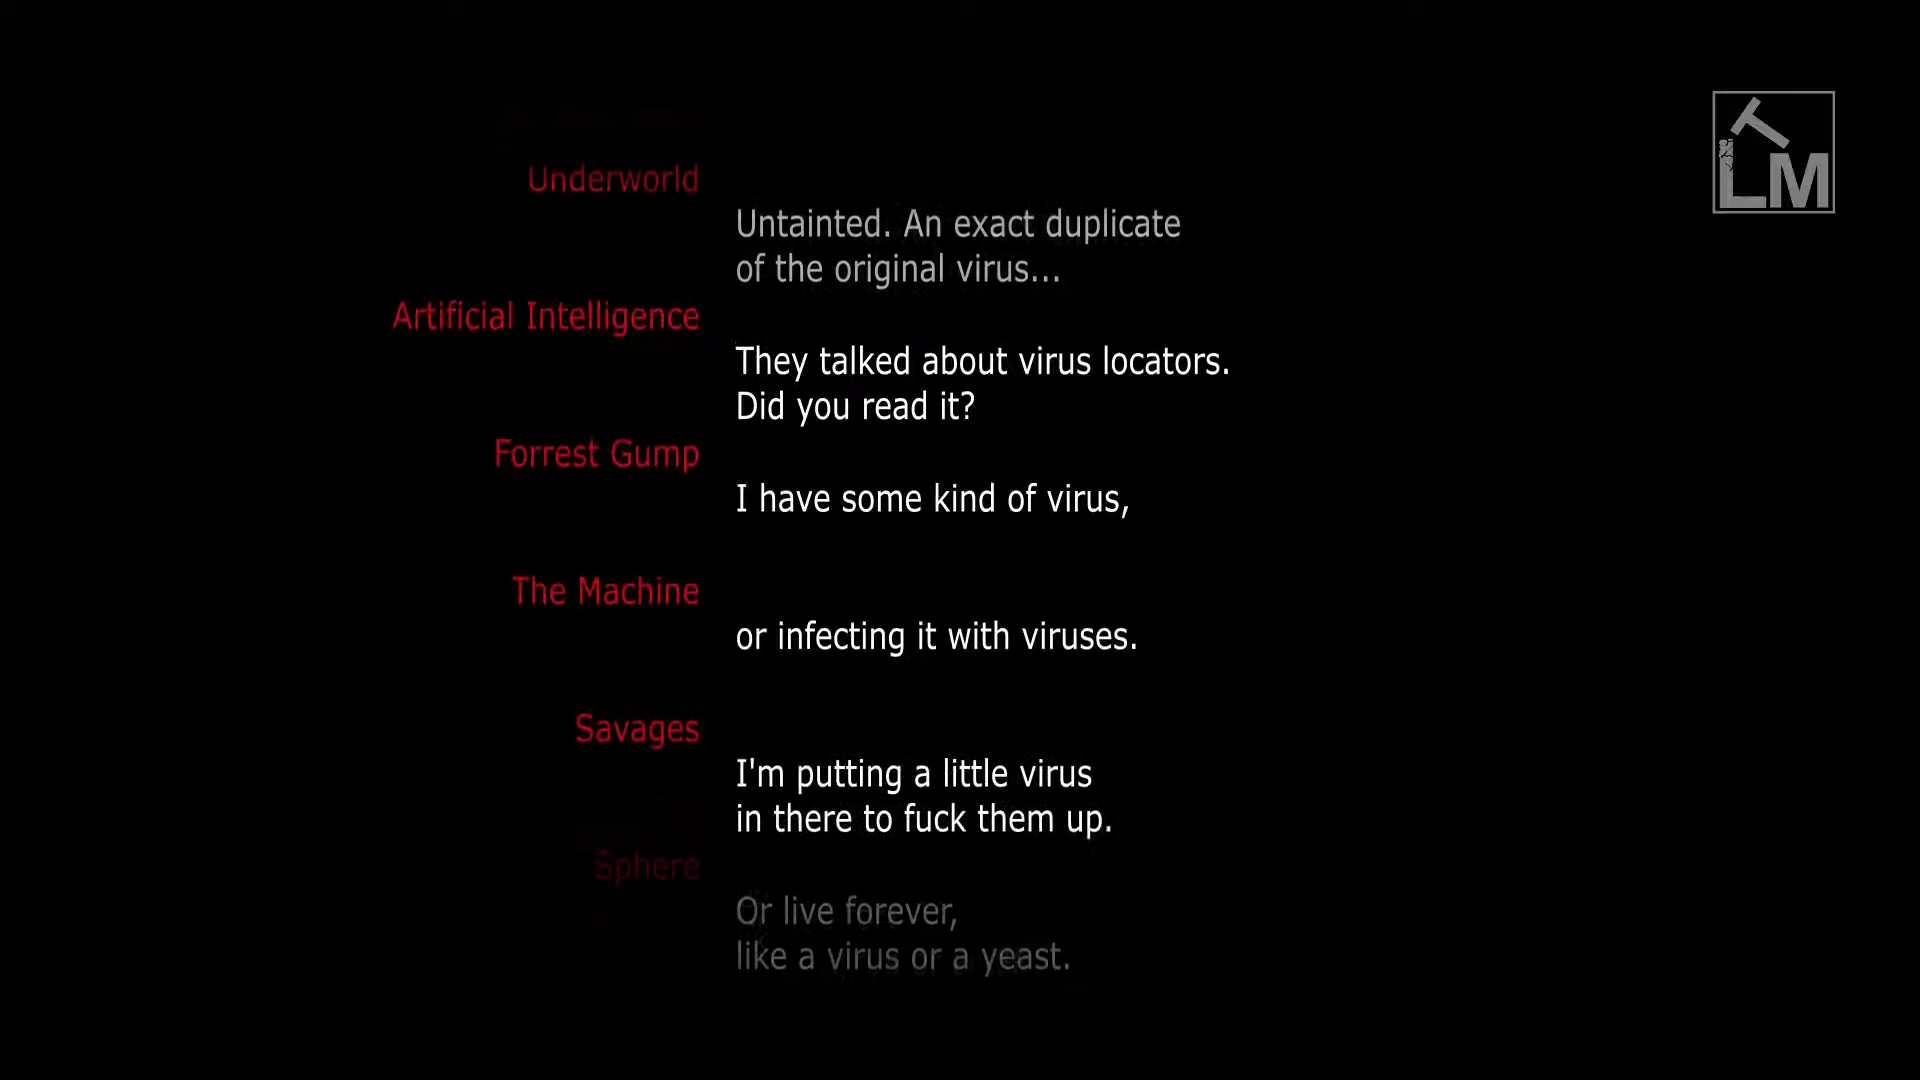 Underworld
Untainted. An exact duplicate
of the original virus...
Artificial Intelligence
They talked about virus locators.
Did you read it?
Forrest Gump
I have some kind of virus,
The Machine
or infecting it with viruses.
Savages
I'm putting a little virus
in there to fuck them up.
Sphere
Or live forever,
like a virus or a yeast.
LTM